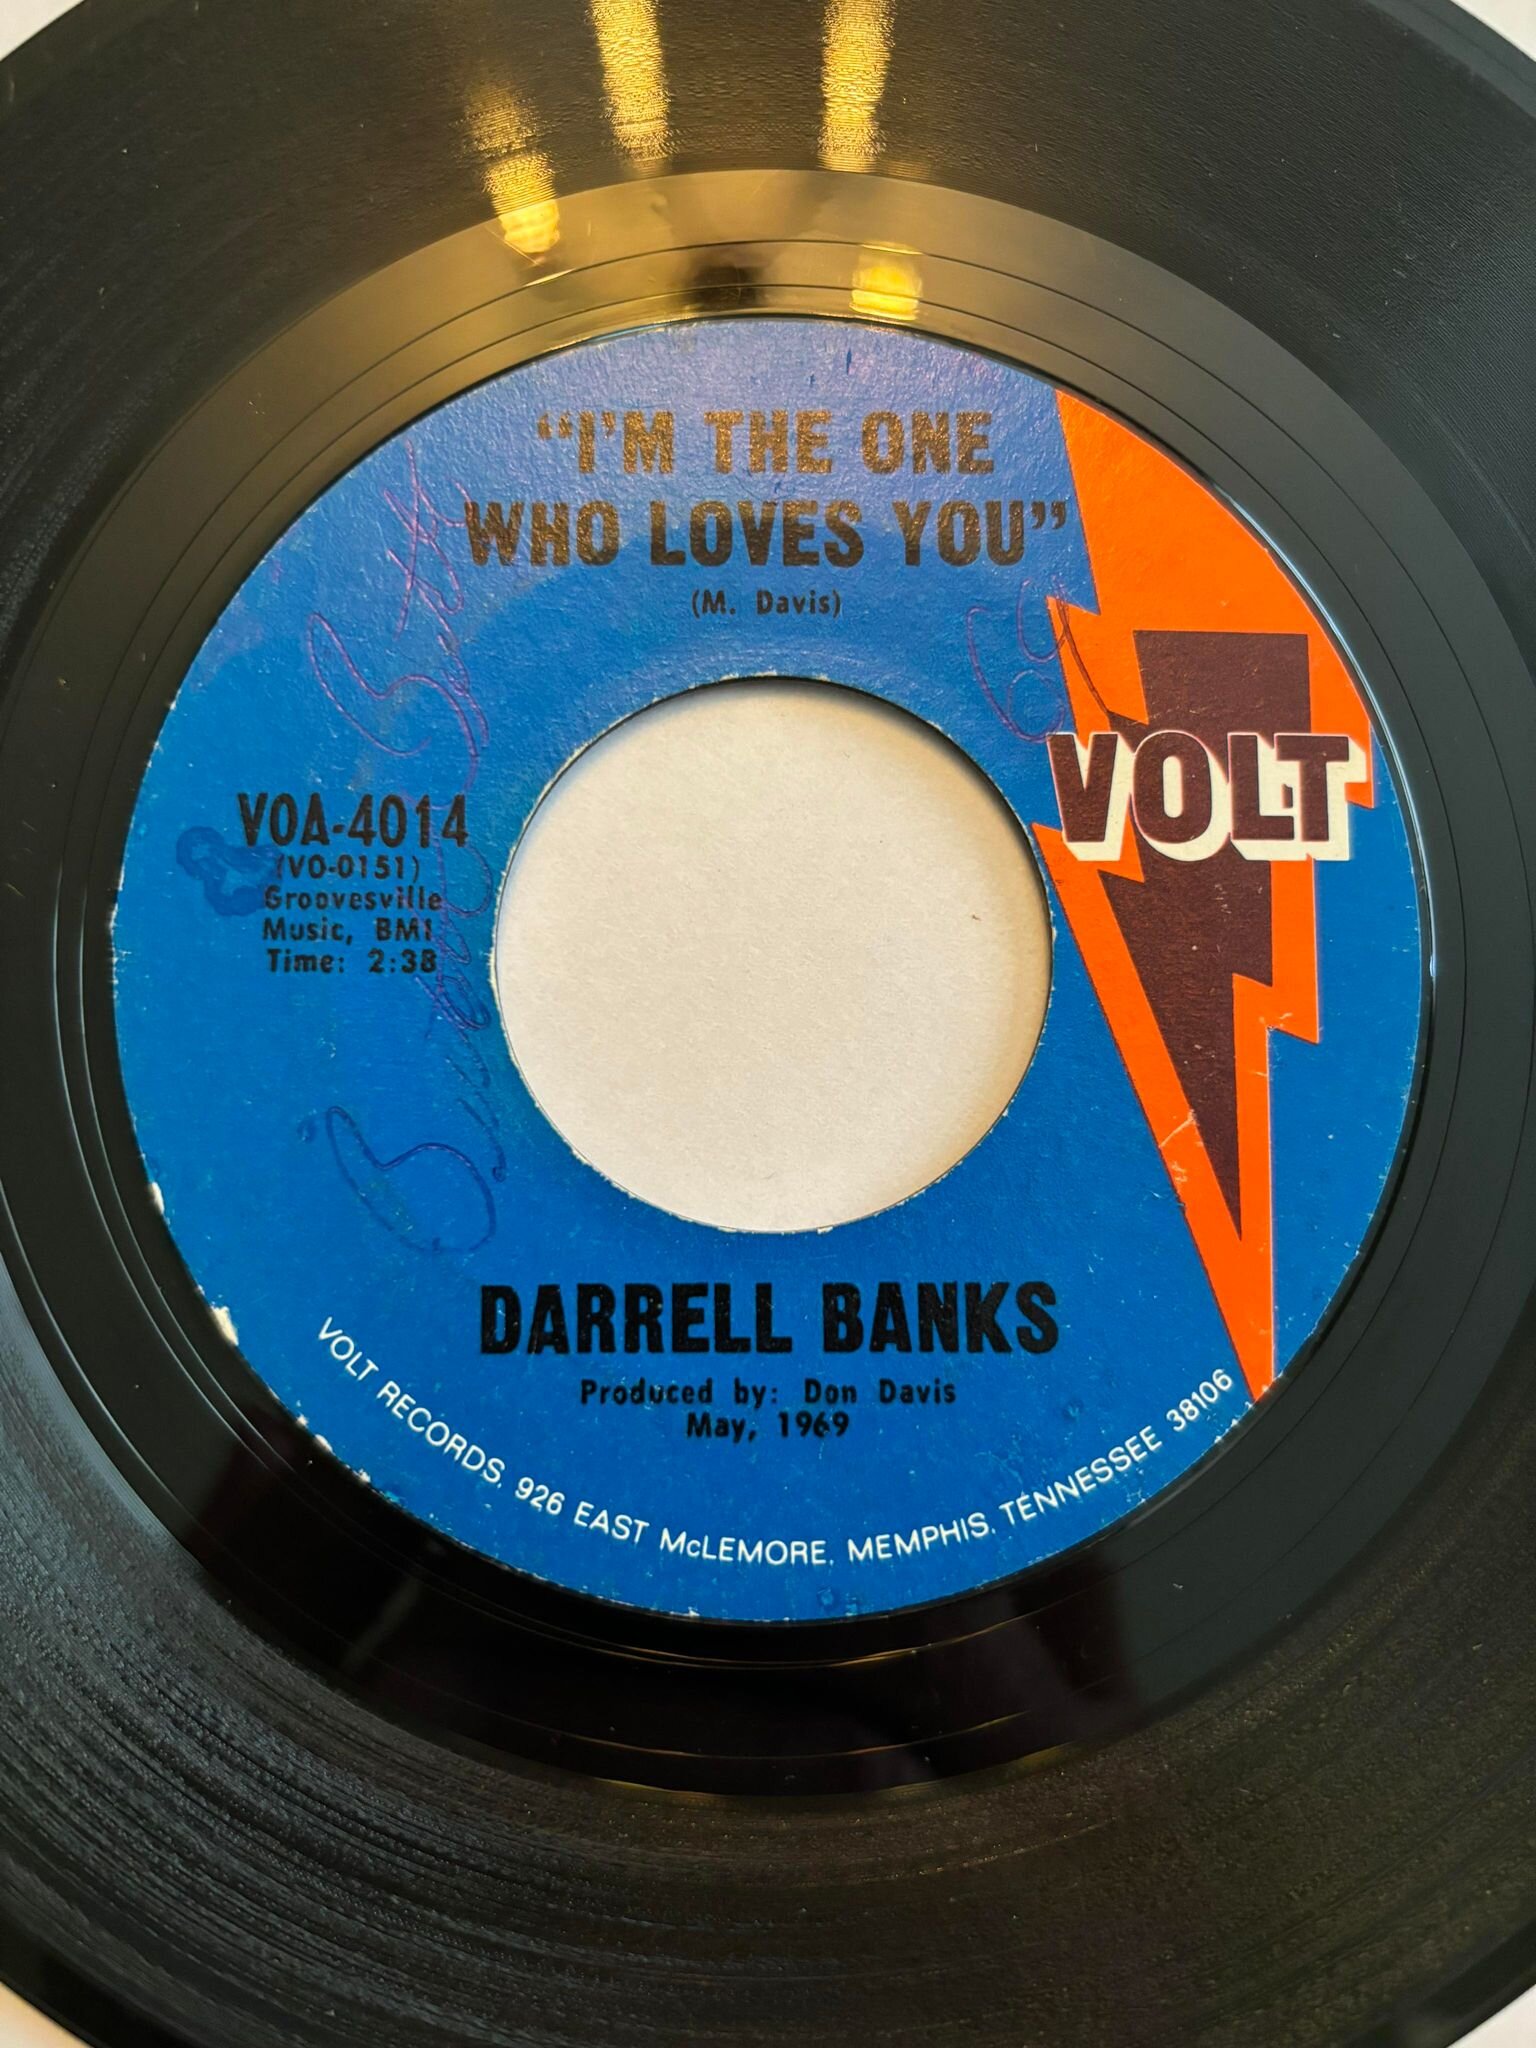 "I'M THE ONE
WHO LOVES YOU"
(M. Davis)
69
VOLT
VOA-4014
(VO-0151)
Groovesville
Music, BMI
Time: 2:38
DARRELL BANKS
Produced by: Don Davis
May, 1969
VOLT RECORDS, 926 EAST McLEMORE, MEMPHIS, TENNESSEE 38106